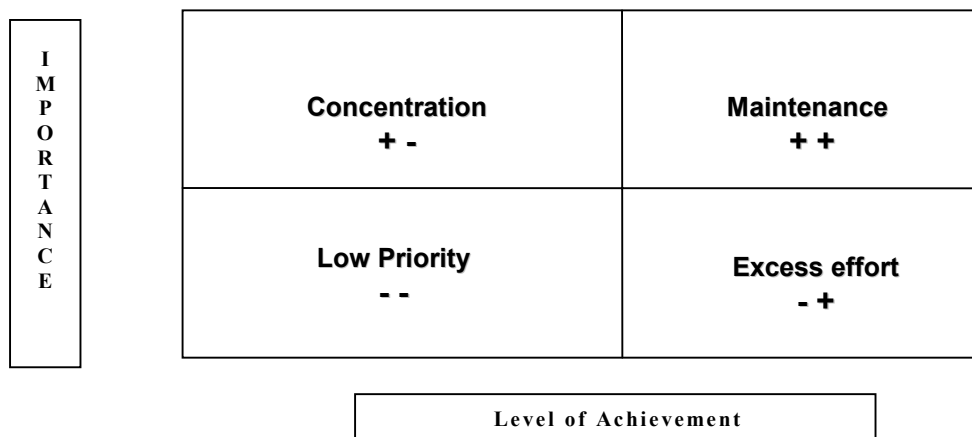 I
M
P
O
R
T
A
N
C
E
Concentration
+ -
Maintenance
+ +
Low Priority
- -
Excess effort
- +
Level of Achievement